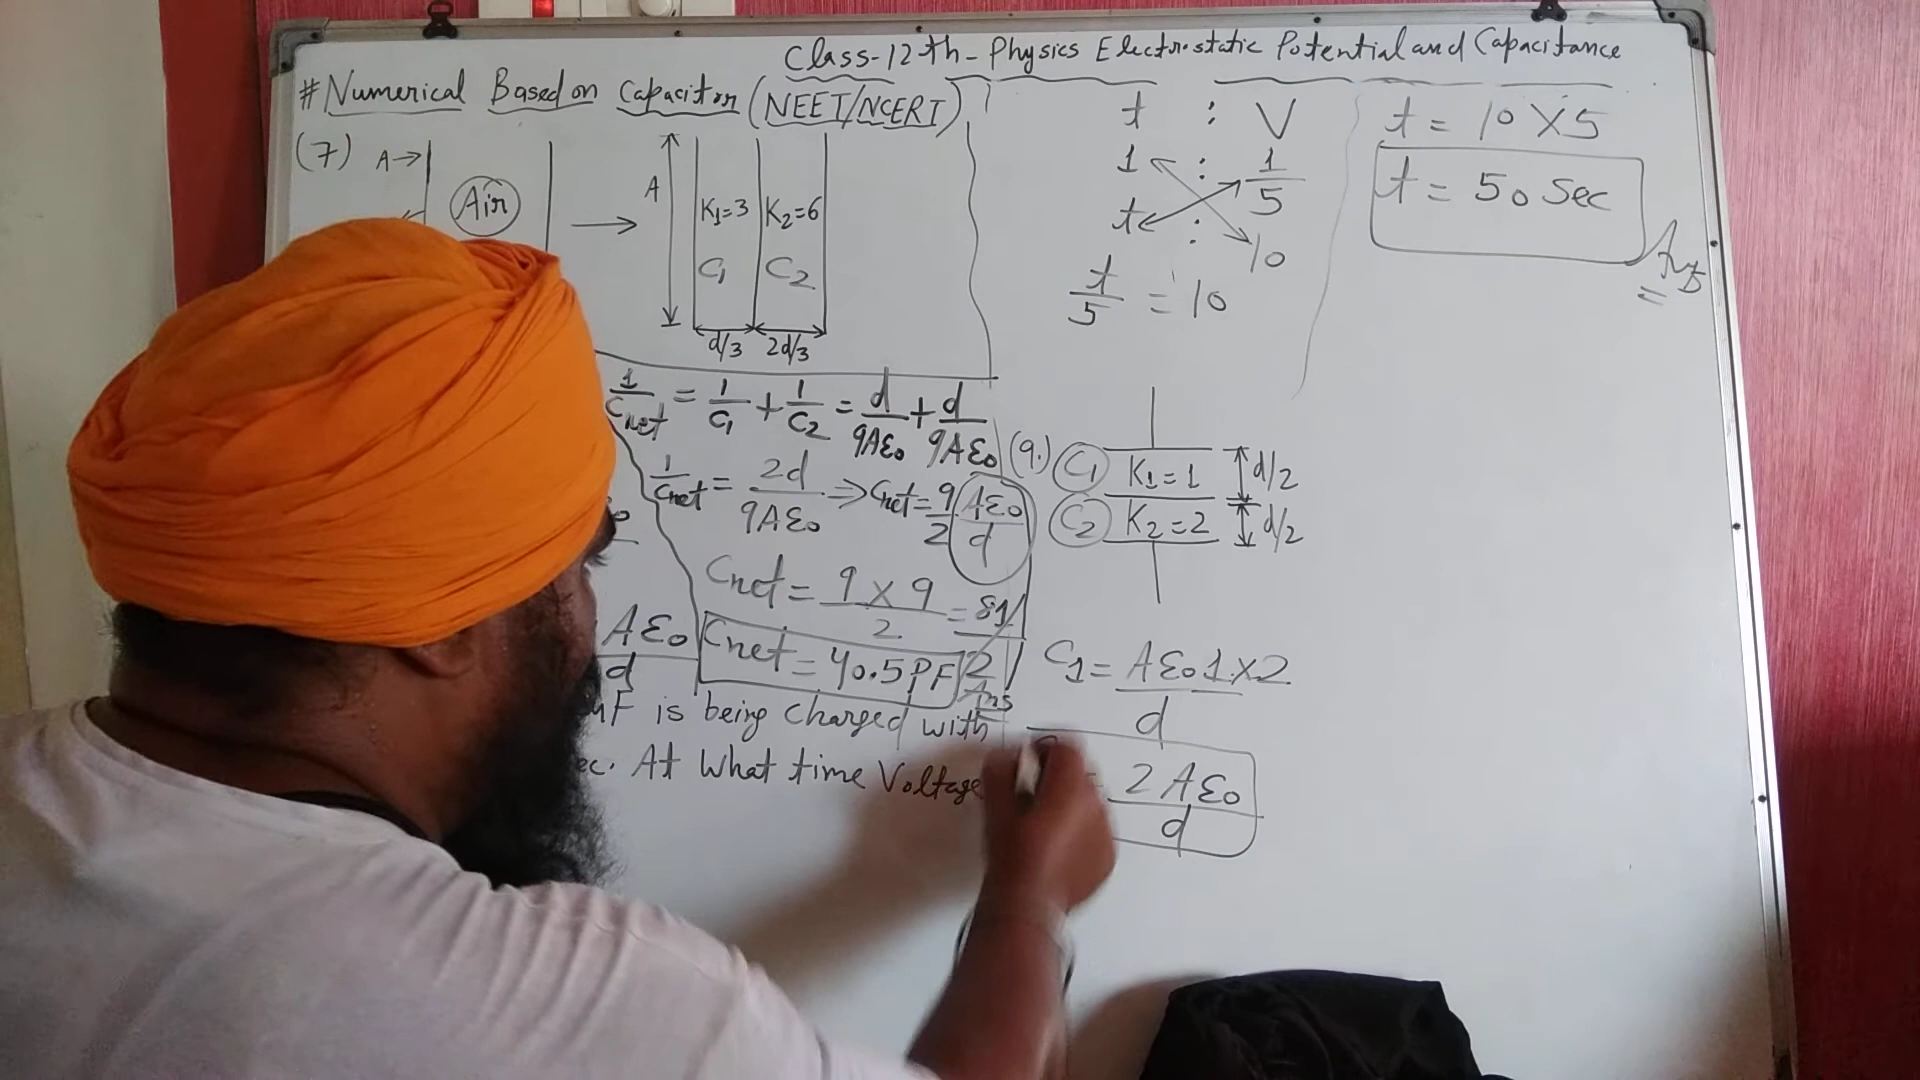 Class-12th-Physics Electrostatic Potential and Capacitance
#Numerical Based on Capacitor (NEET/NCERT)
(7) A→
Air
A
K1=3 K2=6
C1 C2
d/3 2d/3
1/Cnet = 1/C1 + 1/C2 = d/9Aε0 + d/9Aε0
1/Cnet = 2d/9Aε0 ⇒ Cnet = 9/2 Aε0/d
Cnet = 9 x 9/2 = 81/2
Aε0/d
Cnet = 40.5PF
Ans
F is being charged with
ec. At what time Voltage
t : V
1 : 1/5
t : 10
t/5 = 10
t = 10 X 5
t = 50 Sec
Ans
(9.) C1 K1=1 d/2
C2 K2=2 d/2
C1 = Aε01x2/d
= 2Aε0/d